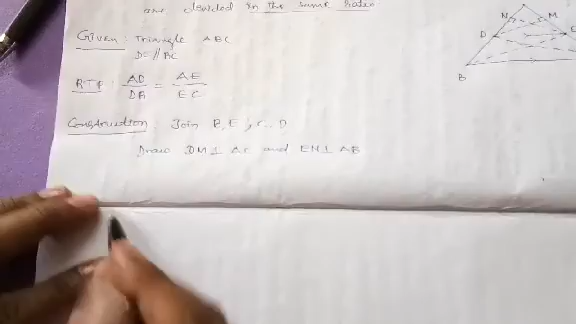 are divided in the same Ratio
Given: Triangle ABC
DE // BC
RTP: AD/DB = AE/EC
Construction: Join B, E; C, D
Draw DM⊥ AC and EN⊥ AB
N M
D E
B